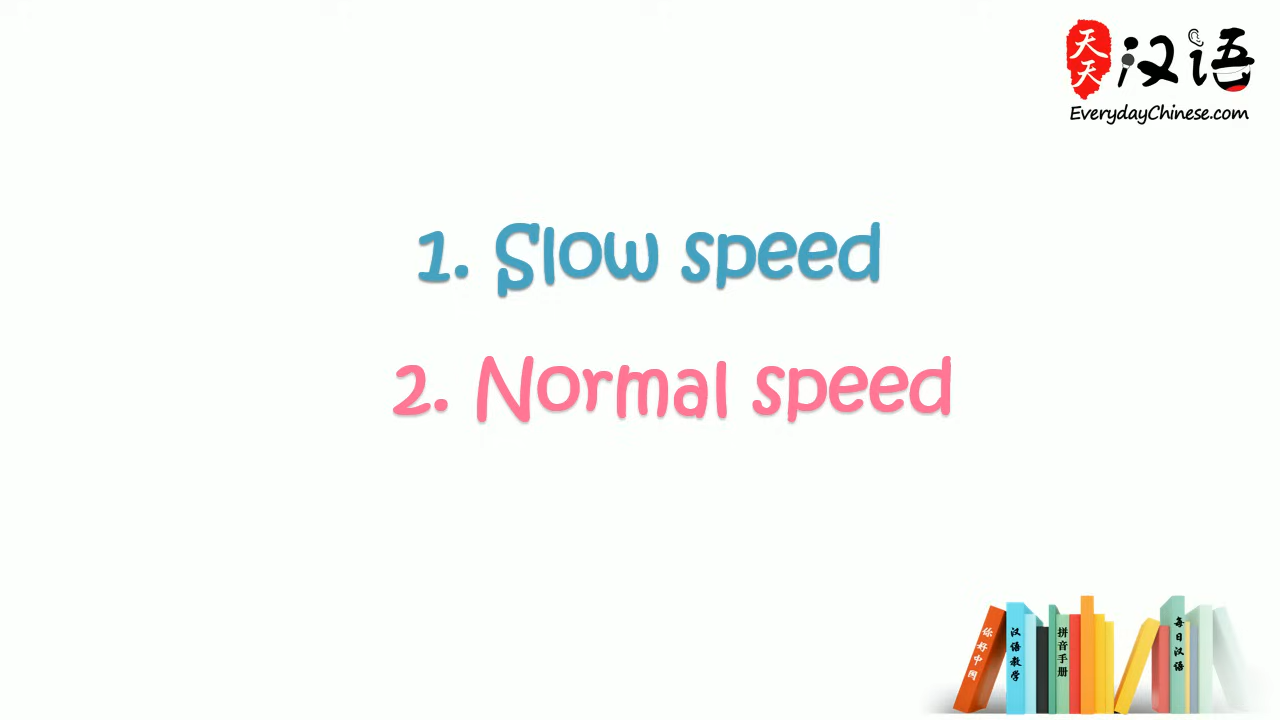 天天 汉语
EverydayChinese.com
1. Slow speed
2. Normal speed
你好中国
汉语教学
拼音手册
每日汉语